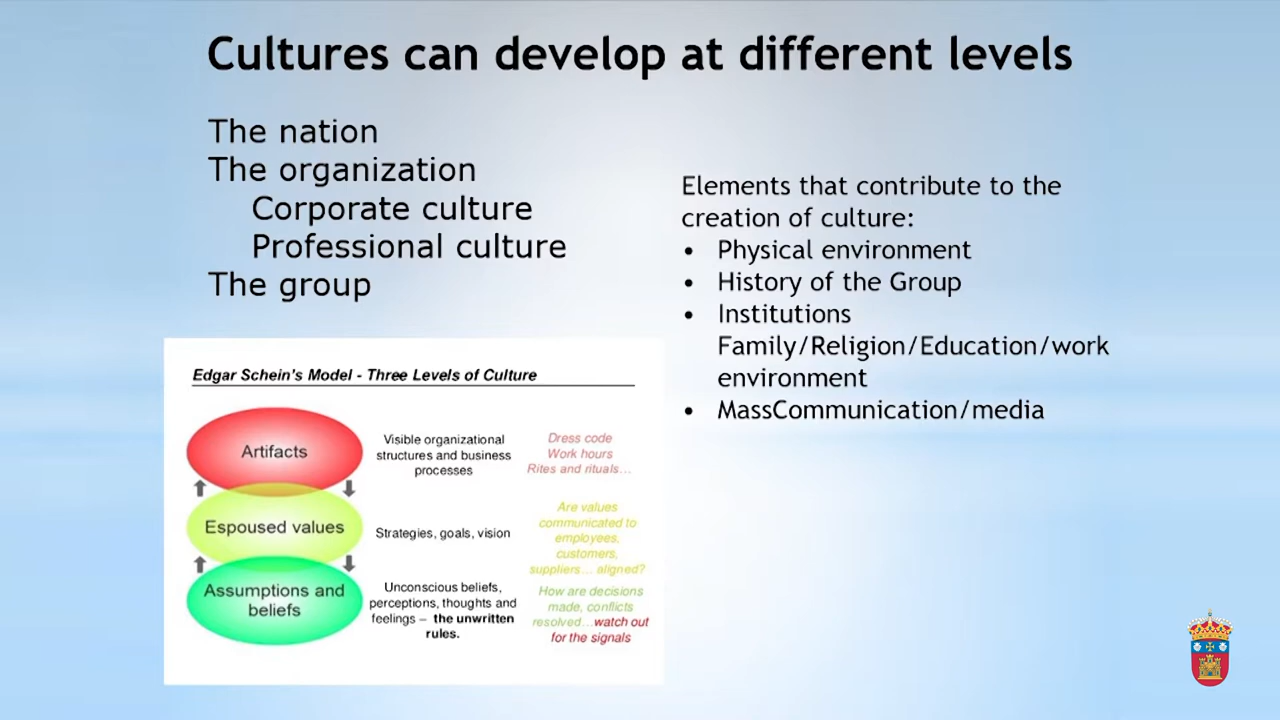 Cultures can develop at different levels
The nation
The organization
Corporate culture
Professional culture
The group
Elements that contribute to the
creation of culture:
• Physical environment
• History of the Group
• Institutions
Family/Religion/Education/work
environment
• MassCommunication/media
Edgar Schein's Model - Three Levels of Culture
Artifacts
Visible organizational
structures and business
processes
Dress code
Work hours
Rites and rituals…
Espoused values
Strategies, goals, vision
Are values
communicated to
employees,
customers,
suppliers… aligned?
Assumptions and
beliefs
Unconscious beliefs,
perceptions, thoughts and
feelings – the unwritten
rules.
How are decisions
made, conflicts
resolved…watch out
for the signals